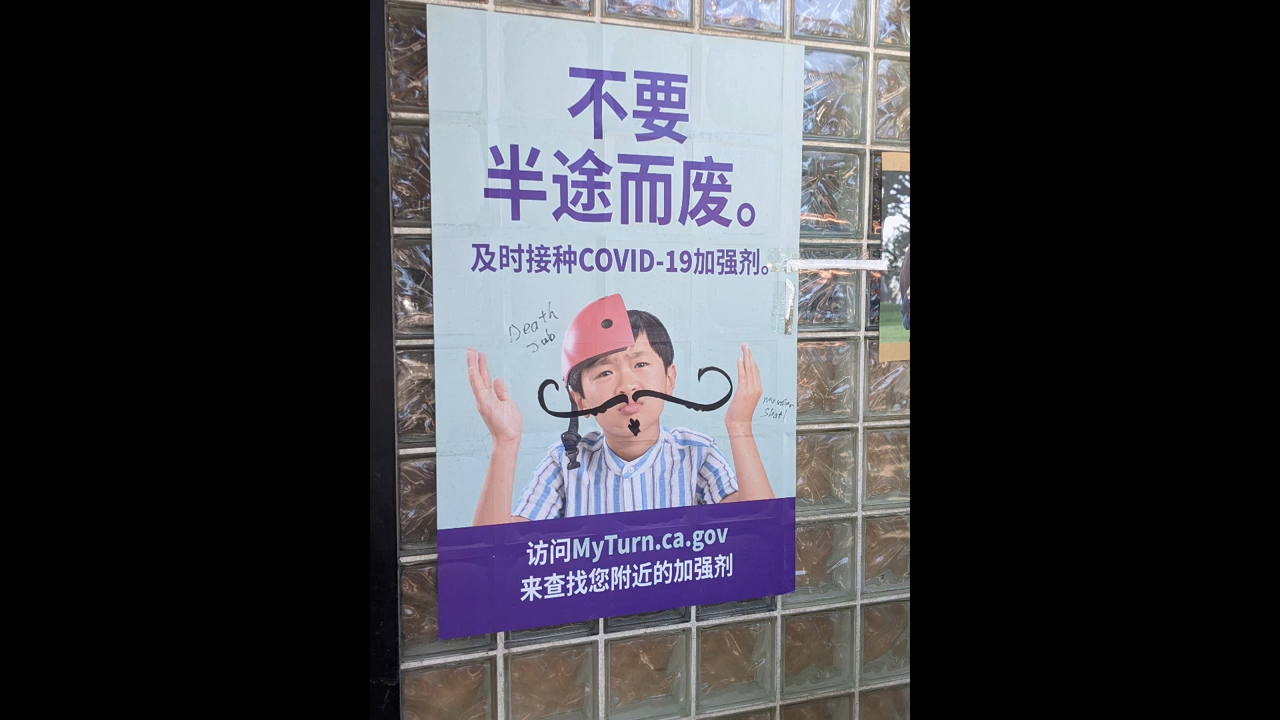 不要
半途而废。
及时接种COVID-19加强剂。
Death
Jab
Shot!
访问MyTurn.ca.gov
来查找您附近的加强剂